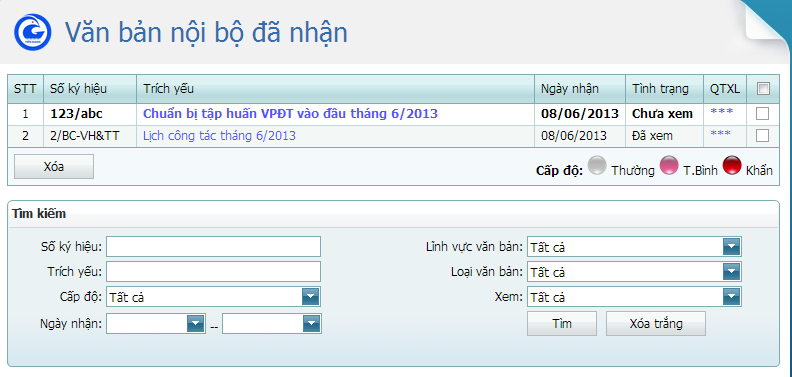 Văn bản nội bộ đã nhận
STT Số ký hiệu Trích yếu Ngày nhận Tình trạng QTXL
1 123/abc Chuẩn bị tập huấn VPĐT vào đầu tháng 6/2013 08/06/2013 Chưa xem ***
2 2/BC-VH&TT Lịch công tác tháng 6/2013 08/06/2013 Đã xem ***
Xóa Cấp độ: Thường T.Bình Khẩn
Tìm kiếm
Số ký hiệu: Lĩnh vực văn bản: Tất cả
Trích yếu: Loại văn bản: Tất cả
Cấp độ: Tất cả Xem: Tất cả
Ngày nhận: -- Tìm Xóa trắng